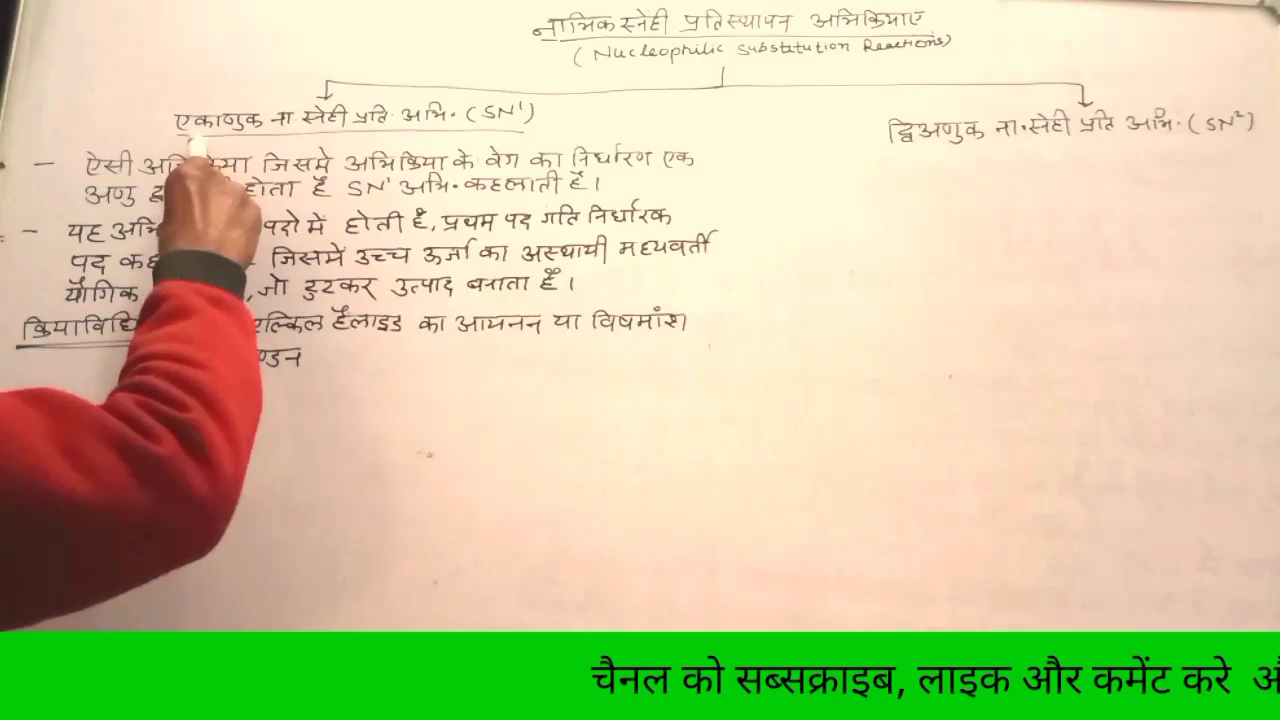 नाभिकस्नेही प्रतिस्थापन अभिक्रियाएँ
(Nucleophilic Substitution Reactions)
एकाणुक ना स्नेही प्रति. अभि. (SN¹)
द्विअणुक ना. स्नेही प्रति अभि. (SN²)
- ऐसी जिसमे अभिक्रिया के वेग का निर्धारण एक
अणु होता है SN¹ अभि. कहलाती है।
- यह पदो में होती है, प्रथम पद गति निर्धारक
पद जिसमें उच्च ऊर्जा का अस्थायी मध्यवर्ती
यौगिक , जो टुटकर उत्पाद बनाता है।
क्रियाविधि एल्किल हैलाइड का आयनन या विषमांश
ण्डन
चैनल को सब्सक्राइब, लाइक और कमेंट करे